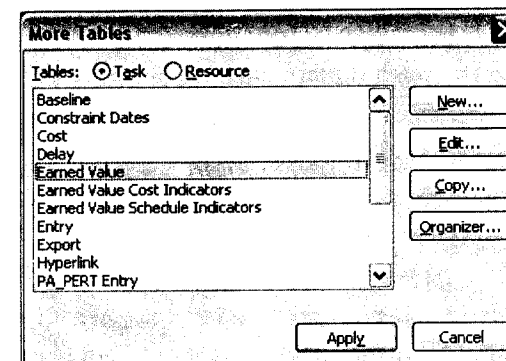 More Tables
Tables: Task Resource
Baseline
Constraint Dates
Cost
Delay
Earned Value
Earned Value Cost Indicators
Earned Value Schedule Indicators
Entry
Export
Hyperlink
PA_PERT Entry
New...
Edit...
Copy...
Organizer...
Apply
Cancel